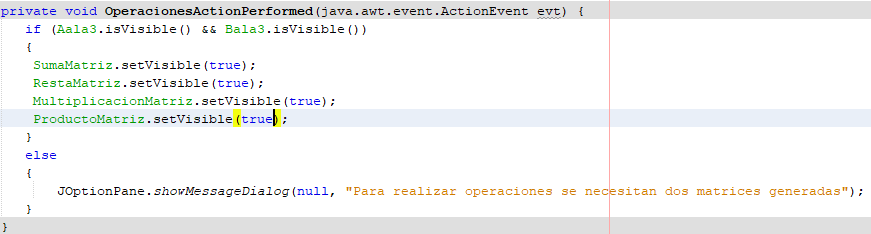 private void OperacionesActionPerformed(java.awt.event.ActionEvent evt) {
if (Aala3.isVisible() && Bala3.isVisible())
{
SumaMatriz.setVisible(true);
RestaMatriz.setVisible(true);
MultiplicacionMatriz.setVisible(true);
ProductoMatriz.setVisible(true);
}
else
{
JOptionPane.showMessageDialog(null, "Para realizar operaciones se necesitan dos matrices generadas");
}
}